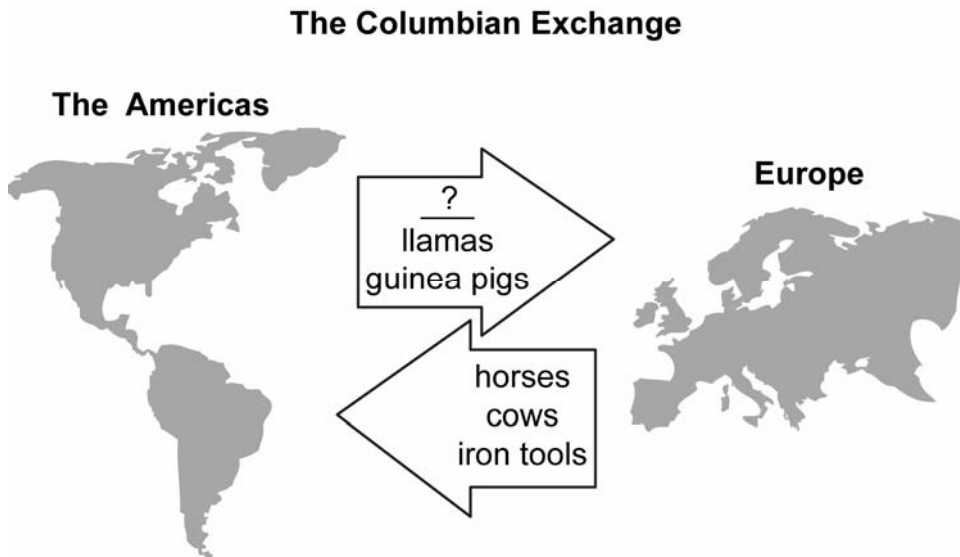 The Columbian Exchange
The Americas
Europe
?
llamas
guinea pigs
horses
cows
iron tools